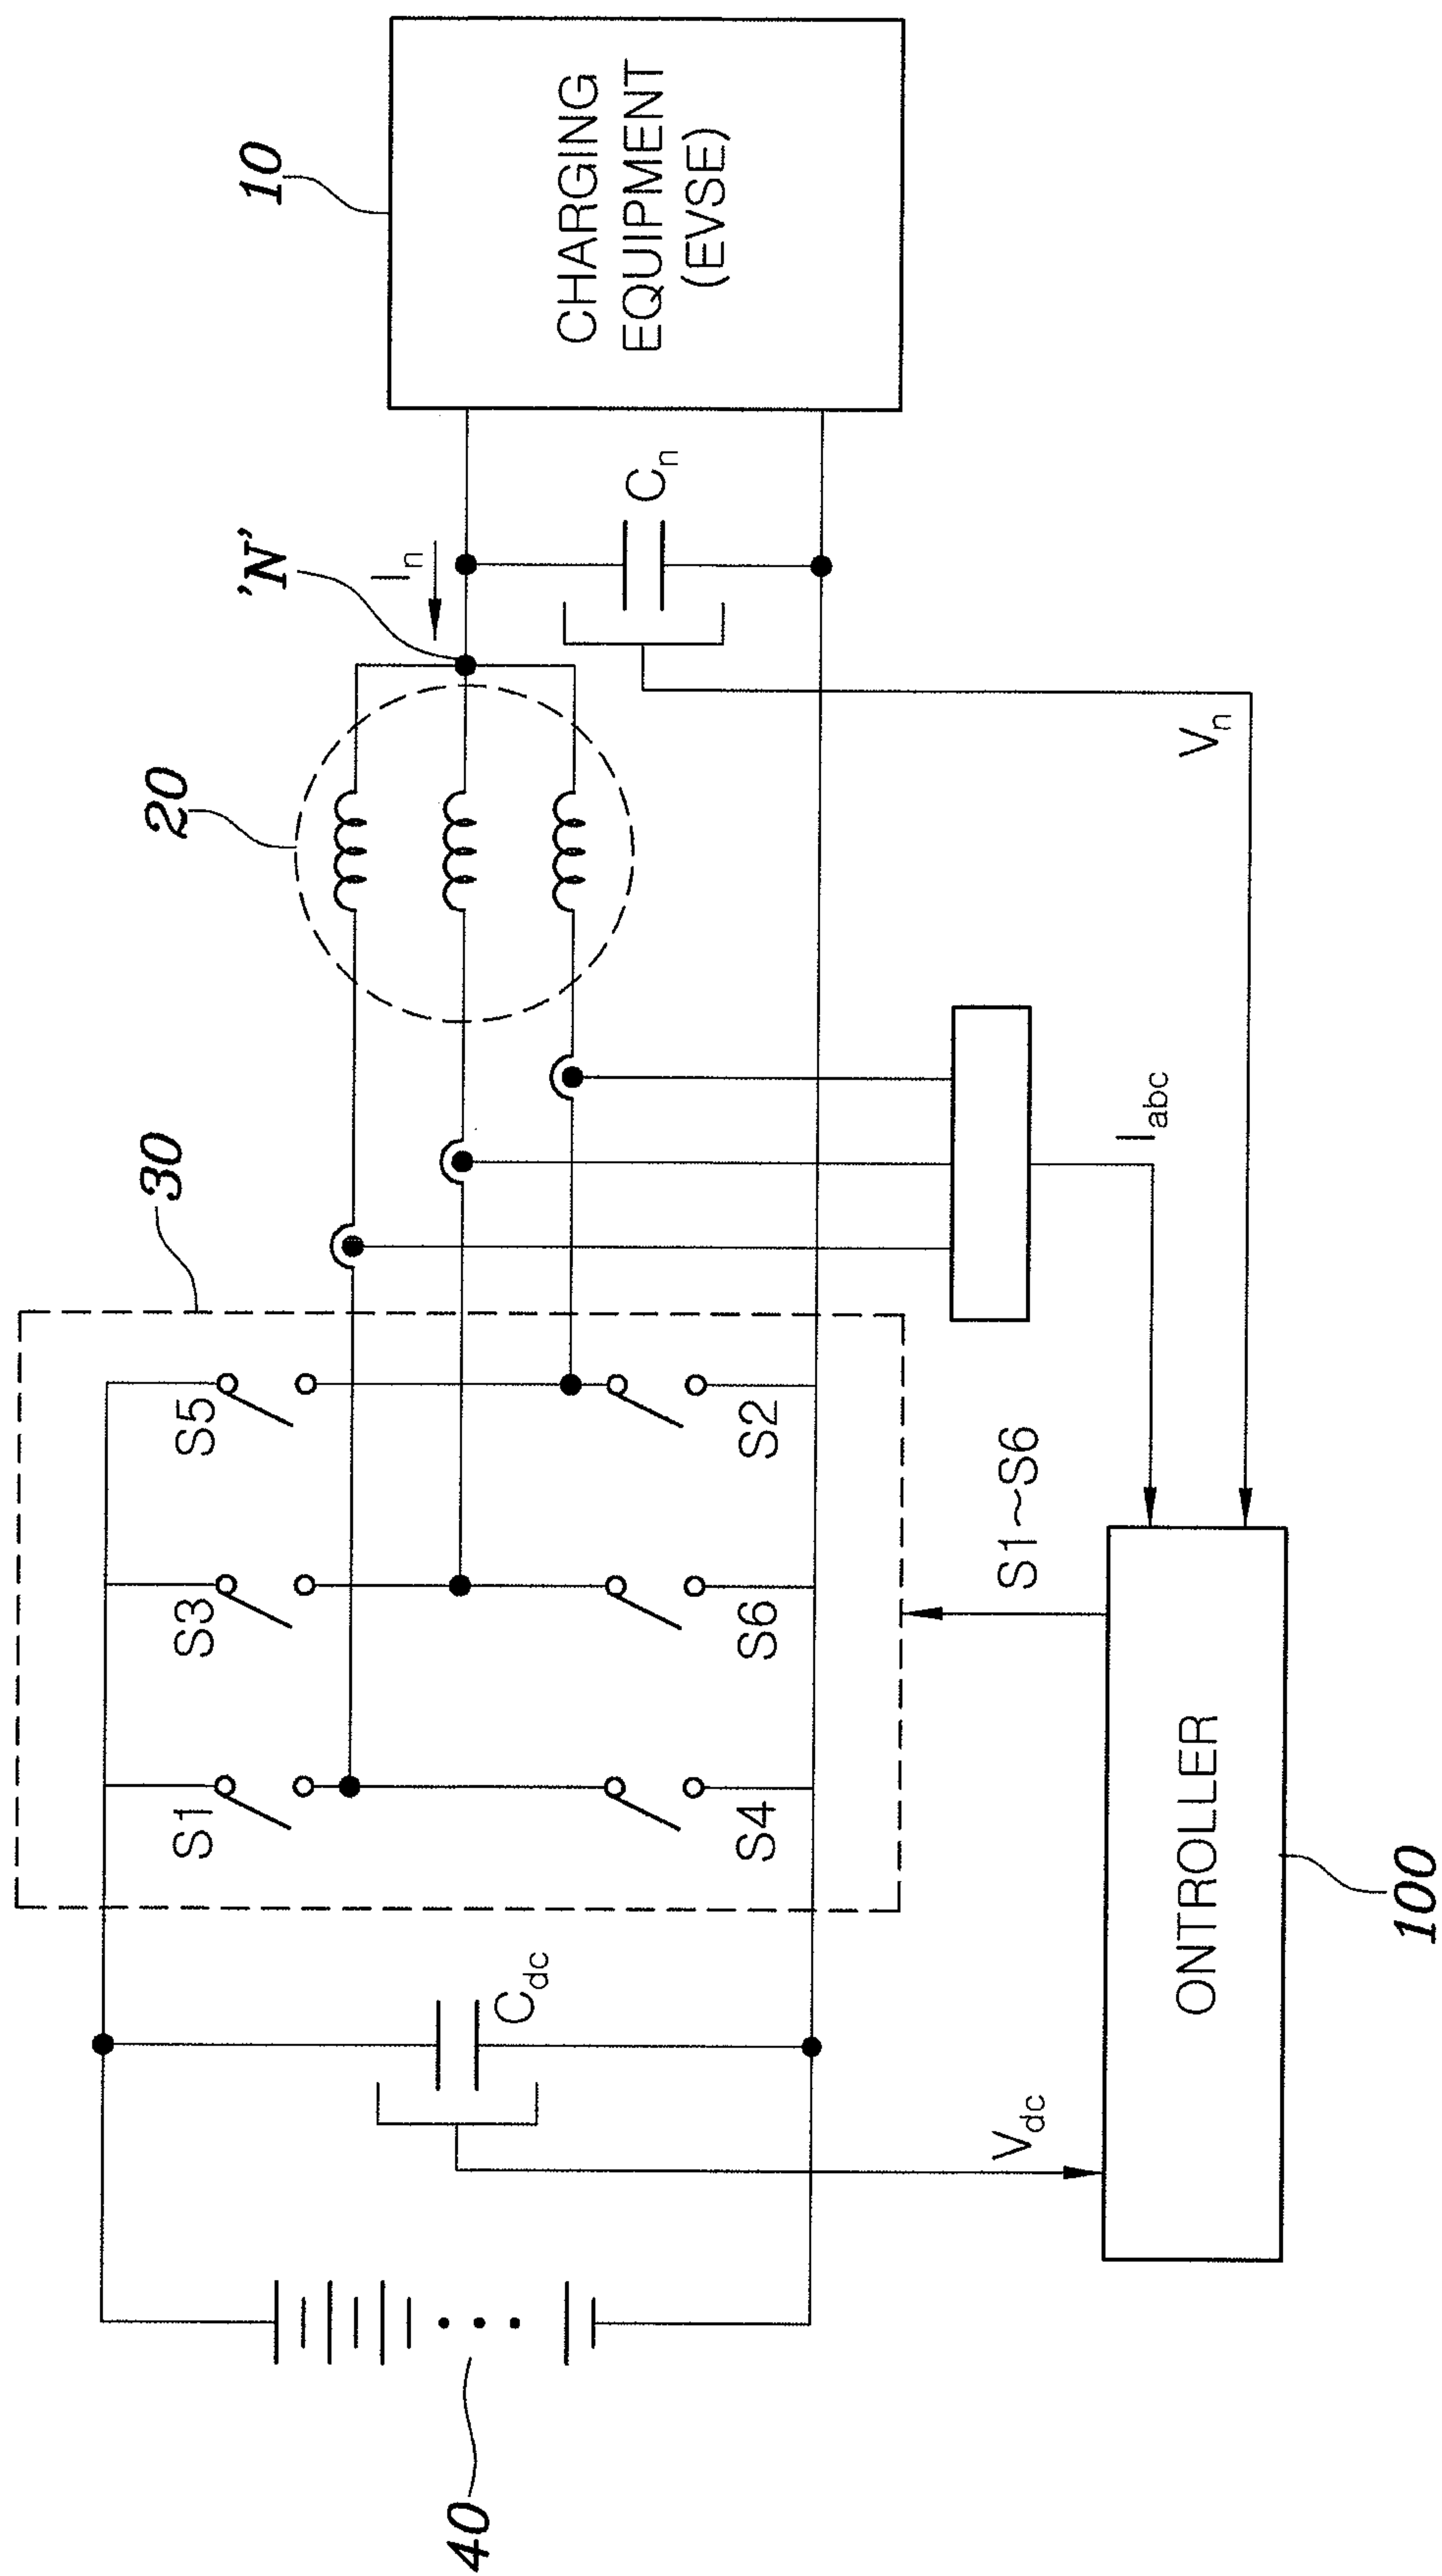 40
30
20
'N'
10
S1
S3
S5
S4
S6
S2
Cdc
In
Cn
CHARGING
EQUIPMENT
(EVSE)
Vdc
S1~S6
Iabc
Vn
ONTROLLER
100